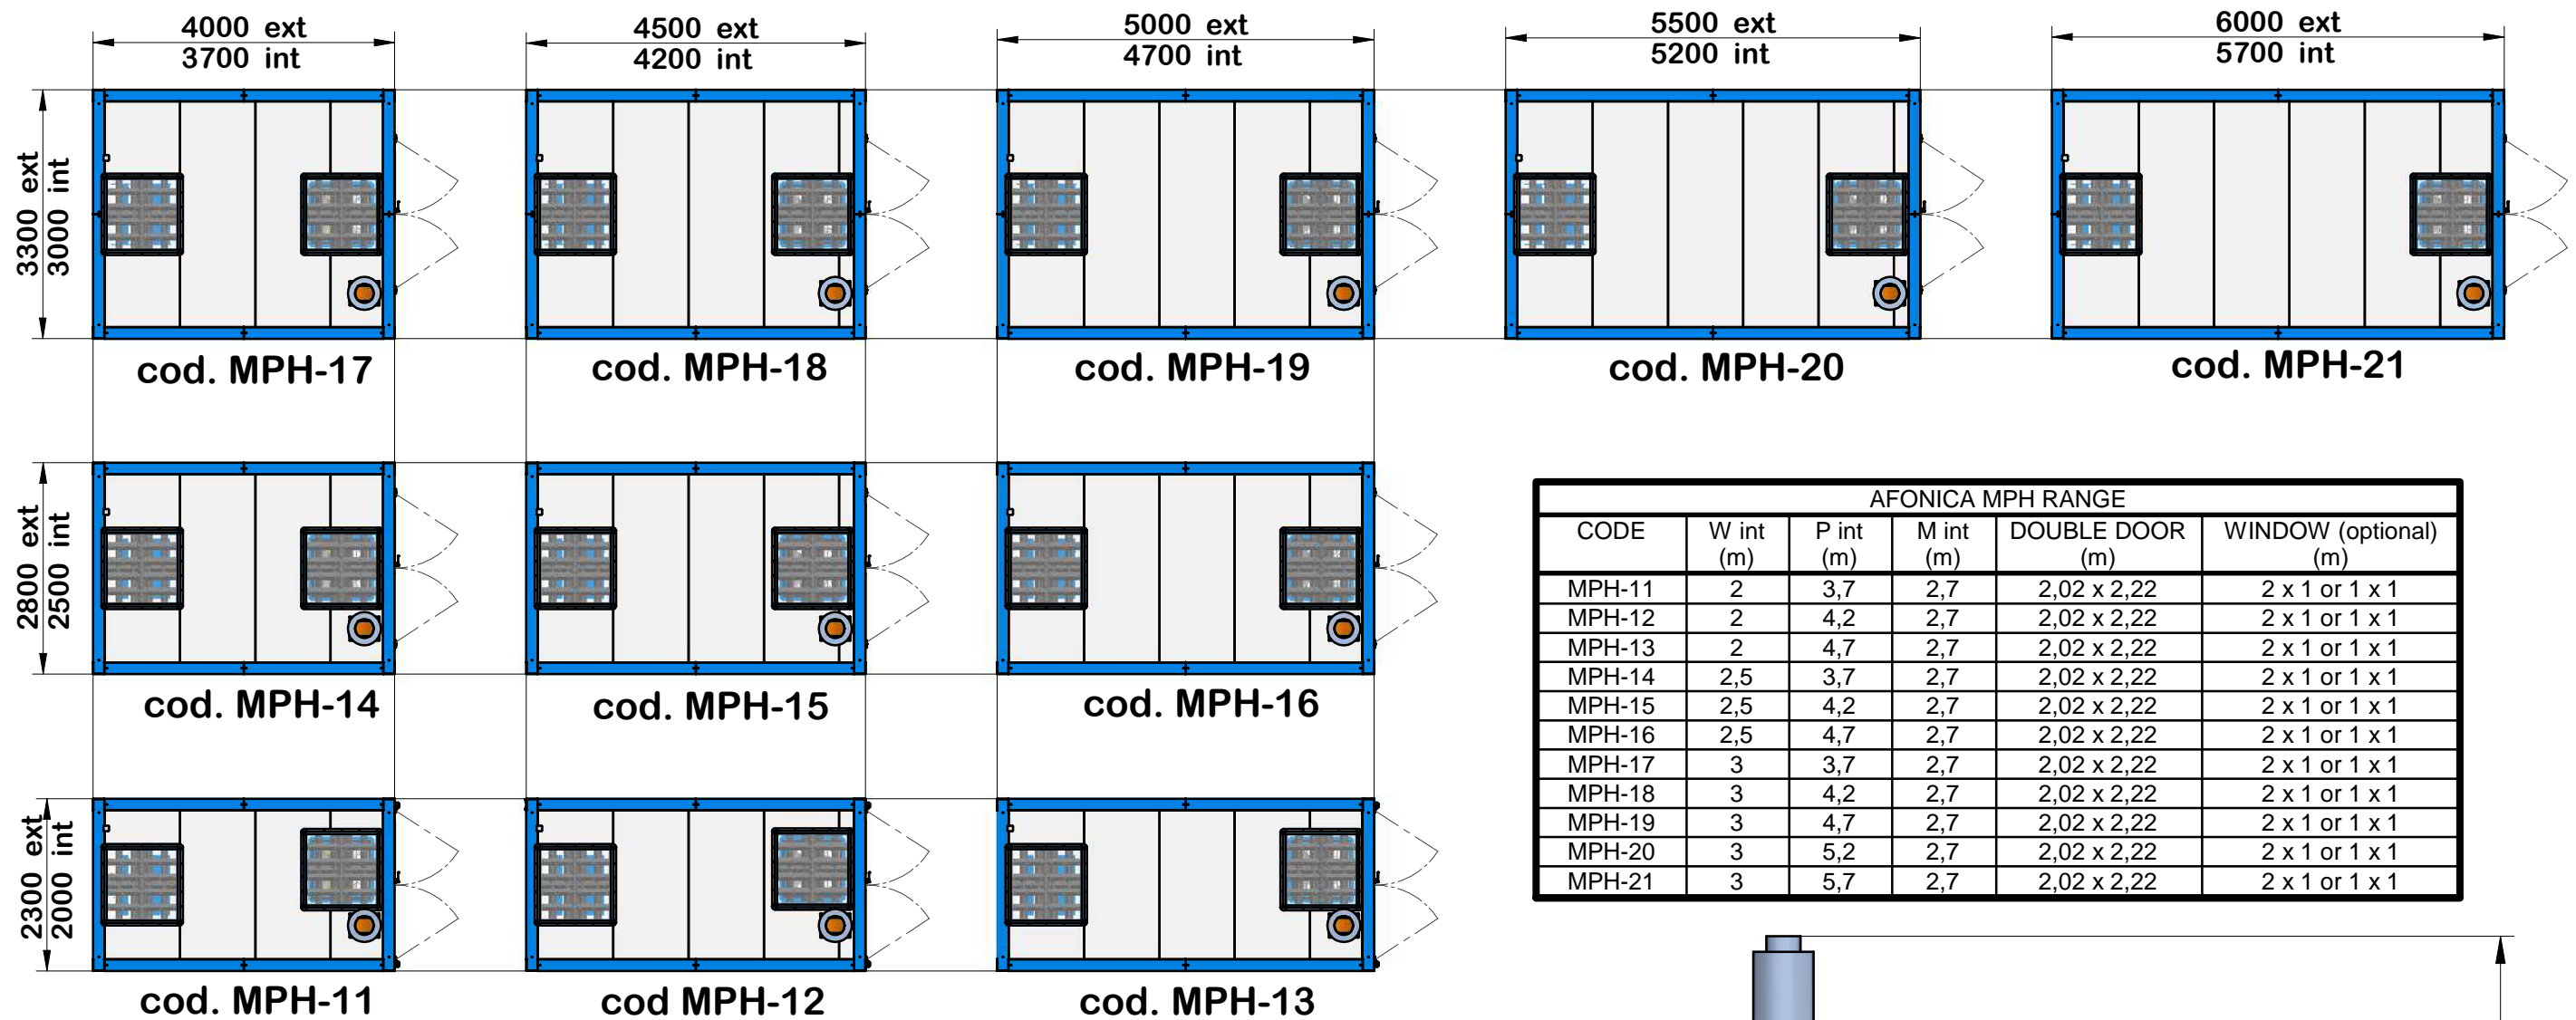 4000 ext
3700 int
4500 ext
4200 int
5000 ext
4700 int
5500 ext
5200 int
6000 ext
5700 int
3300 ext
3000 int
cod. MPH-17
cod. MPH-18
cod. MPH-19
cod. MPH-20
cod. MPH-21
2800 ext
2500 int
cod. MPH-14
cod. MPH-15
cod. MPH-16
2300 ext
2000 int
cod. MPH-11
cod MPH-12
cod. MPH-13
AFONICA MPH RANGE
CODE W int (m) P int (m) M int (m) DOUBLE DOOR (m) WINDOW (optional) (m)
MPH-11 2 3,7 2,7 2,02 x 2,22 2 x 1 or 1 x 1
MPH-12 2 4,2 2,7 2,02 x 2,22 2 x 1 or 1 x 1
MPH-13 2 4,7 2,7 2,02 x 2,22 2 x 1 or 1 x 1
MPH-14 2,5 3,7 2,7 2,02 x 2,22 2 x 1 or 1 x 1
MPH-15 2,5 4,2 2,7 2,02 x 2,22 2 x 1 or 1 x 1
MPH-16 2,5 4,7 2,7 2,02 x 2,22 2 x 1 or 1 x 1
MPH-17 3 3,7 2,7 2,02 x 2,22 2 x 1 or 1 x 1
MPH-18 3 4,2 2,7 2,02 x 2,22 2 x 1 or 1 x 1
MPH-19 3 4,7 2,7 2,02 x 2,22 2 x 1 or 1 x 1
MPH-20 3 5,2 2,7 2,02 x 2,22 2 x 1 or 1 x 1
MPH-21 3 5,7 2,7 2,02 x 2,22 2 x 1 or 1 x 1